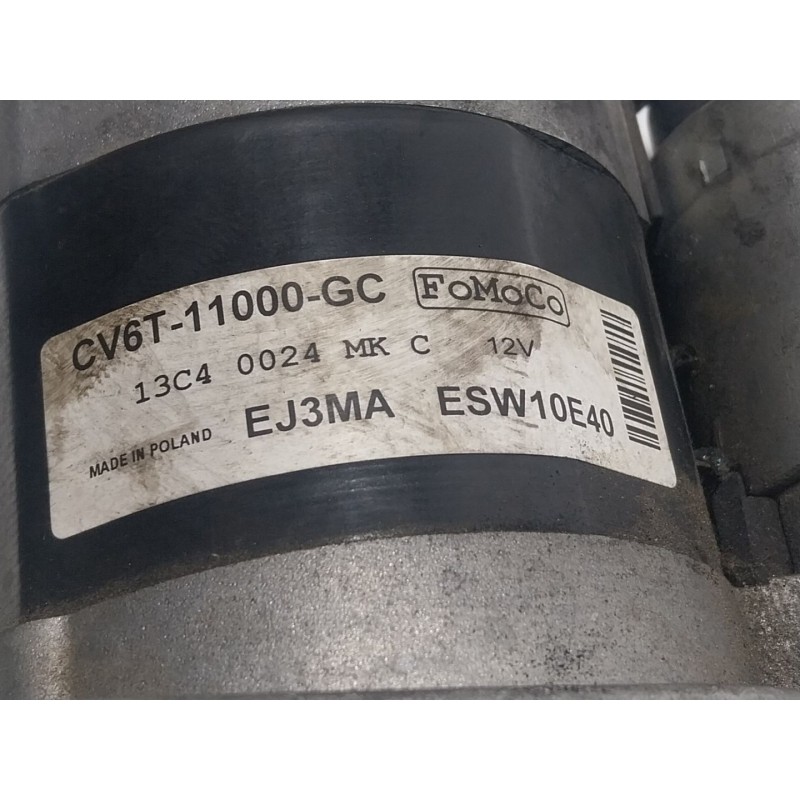 CV6T-11000-GC FoMoCo
13C4 0024 MK C 12V
MADE IN POLAND EJ3MA ESW10E40